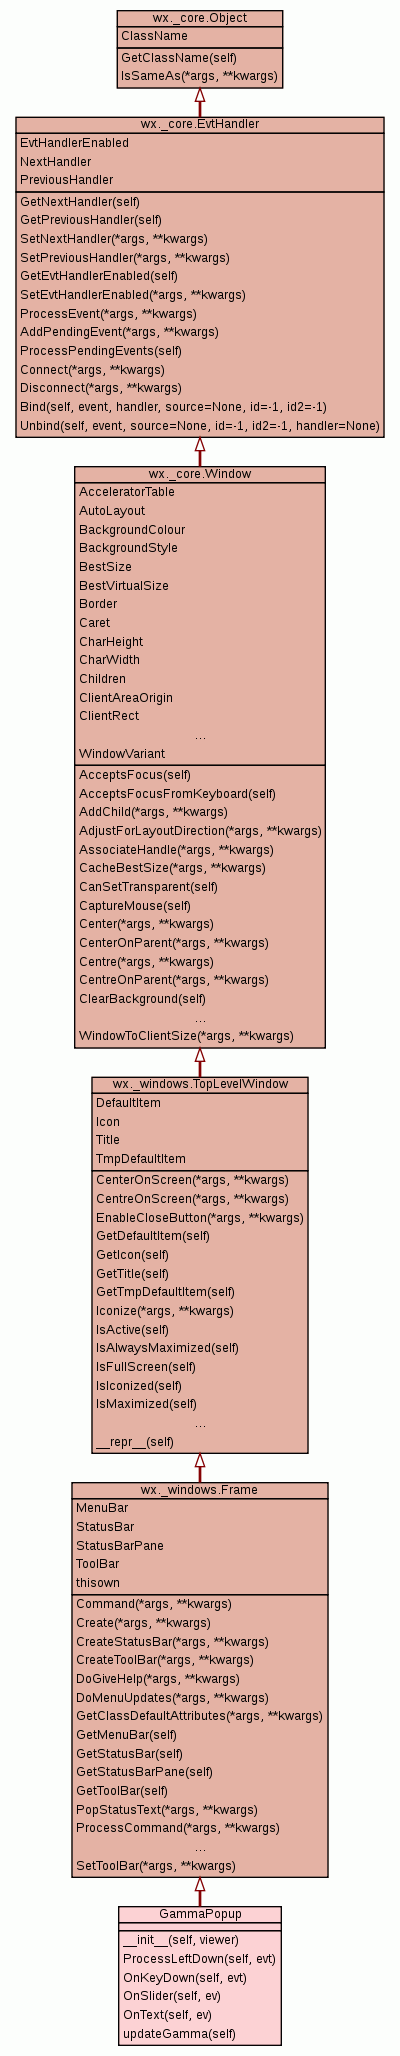 wx._core.Object
ClassName
GetClassName(self)
IsSameAs(*args, **kwargs)
wx._core.EvtHandler
EvtHandlerEnabled
NextHandler
PreviousHandler
GetNextHandler(self)
GetPreviousHandler(self)
SetNextHandler(*args, **kwargs)
SetPreviousHandler(*args, **kwargs)
GetEvtHandlerEnabled(self)
SetEvtHandlerEnabled(*args, **kwargs)
ProcessEvent(*args, **kwargs)
AddPendingEvent(*args, **kwargs)
ProcessPendingEvents(self)
Connect(*args, **kwargs)
Disconnect(*args, **kwargs)
Bind(self, event, handler, source=None, id=-1, id2=-1)
Unbind(self, event, source=None, id=-1, id2=-1, handler=None)
wx._core.Window
AcceleratorTable
AutoLayout
BackgroundColour
BackgroundStyle
BestSize
BestVirtualSize
Border
Caret
CharHeight
CharWidth
Children
ClientAreaOrigin
ClientRect
...
WindowVariant
AcceptsFocus(self)
AcceptsFocusFromKeyboard(self)
AddChild(*args, **kwargs)
AdjustForLayoutDirection(*args, **kwargs)
AssociateHandle(*args, **kwargs)
CacheBestSize(*args, **kwargs)
CanSetTransparent(self)
CaptureMouse(self)
Center(*args, **kwargs)
CenterOnParent(*args, **kwargs)
Centre(*args, **kwargs)
CentreOnParent(*args, **kwargs)
ClearBackground(self)
...
WindowToClientSize(*args, **kwargs)
wx._windows.TopLevelWindow
DefaultItem
Icon
Title
TmpDefaultItem
CenterOnScreen(*args, **kwargs)
CentreOnScreen(*args, **kwargs)
EnableCloseButton(*args, **kwargs)
GetDefaultItem(self)
GetIcon(self)
GetTitle(self)
GetTmpDefaultItem(self)
Iconize(*args, **kwargs)
IsActive(self)
IsAlwaysMaximized(self)
IsFullScreen(self)
IsIconized(self)
IsMaximized(self)
...
__repr__(self)
wx._windows.Frame
MenuBar
StatusBar
StatusBarPane
ToolBar
thisown
Command(*args, **kwargs)
Create(*args, **kwargs)
CreateStatusBar(*args, **kwargs)
CreateToolBar(*args, **kwargs)
DoGiveHelp(*args, **kwargs)
DoMenuUpdates(*args, **kwargs)
GetClassDefaultAttributes(*args, **kwargs)
GetMenuBar(self)
GetStatusBar(self)
GetStatusBarPane(self)
GetToolBar(self)
PopStatusText(*args, **kwargs)
ProcessCommand(*args, **kwargs)
...
SetToolBar(*args, **kwargs)
GammaPopup
__init__(self, viewer)
ProcessLeftDown(self, evt)
OnKeyDown(self, evt)
OnSlider(self, ev)
OnText(self, ev)
updateGamma(self)